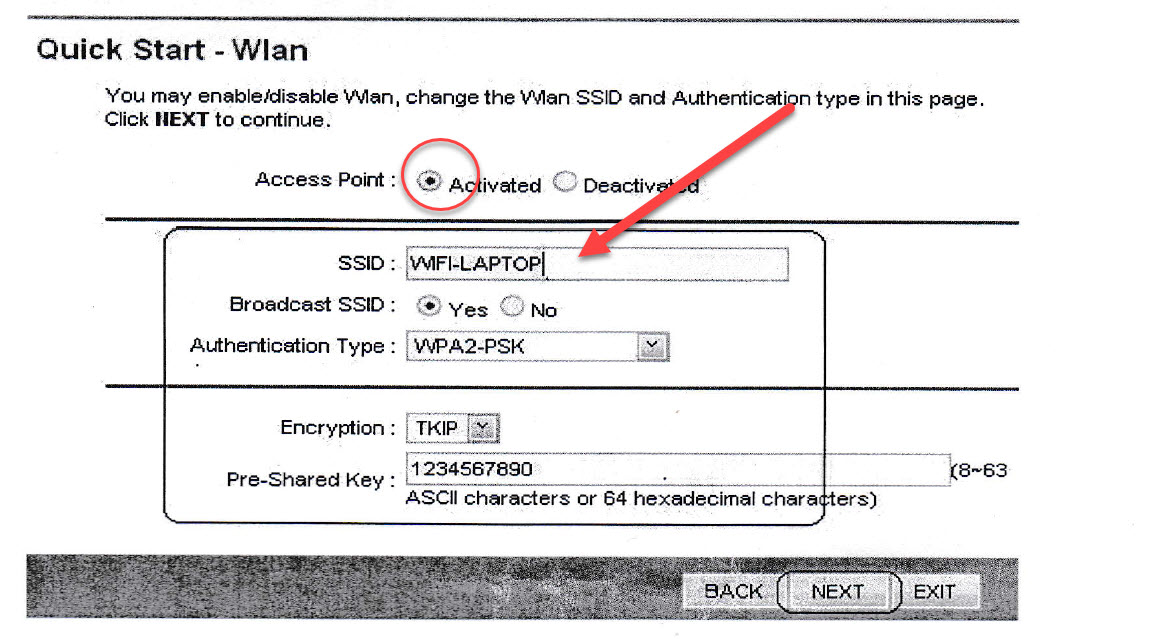 Quick Start - Wlan
You may enable/disable Wlan, change the Wlan SSID and Authentication type in this page.
Click NEXT to continue.
Access Point : Activated Deactivated
SSID : WIFI-LAPTOP
Broadcast SSID : Yes No
Authentication Type : WPA2-PSK
Encryption : TKIP
Pre-Shared Key : 1234567890 (8~63
ASCII characters or 64 hexadecimal characters)
BACK NEXT EXIT